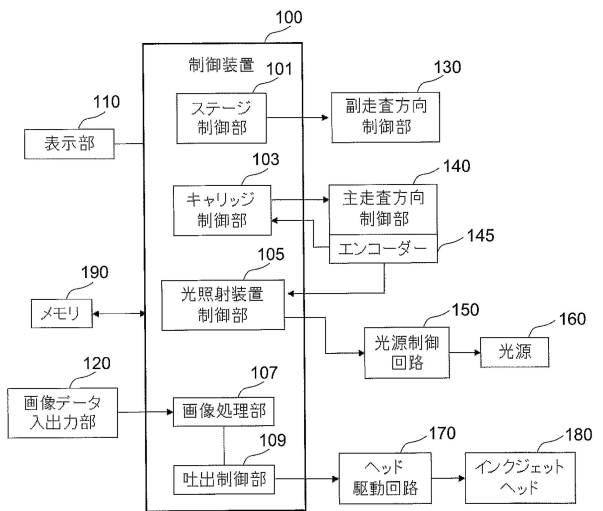 100
制御装置
101
ステージ
制御部
130
副走査方向
制御部
110
表示部
103
キャリッジ
制御部
140
主走査方向
制御部
エンコーダー
145
105
光照射装置
制御部
190
メモリ
150
光源制御
回路
160
光源
120
画像データ
入出力部
107
画像処理部
109
吐出制御部
170
ヘッド
駆動回路
180
インクジェット
ヘッド